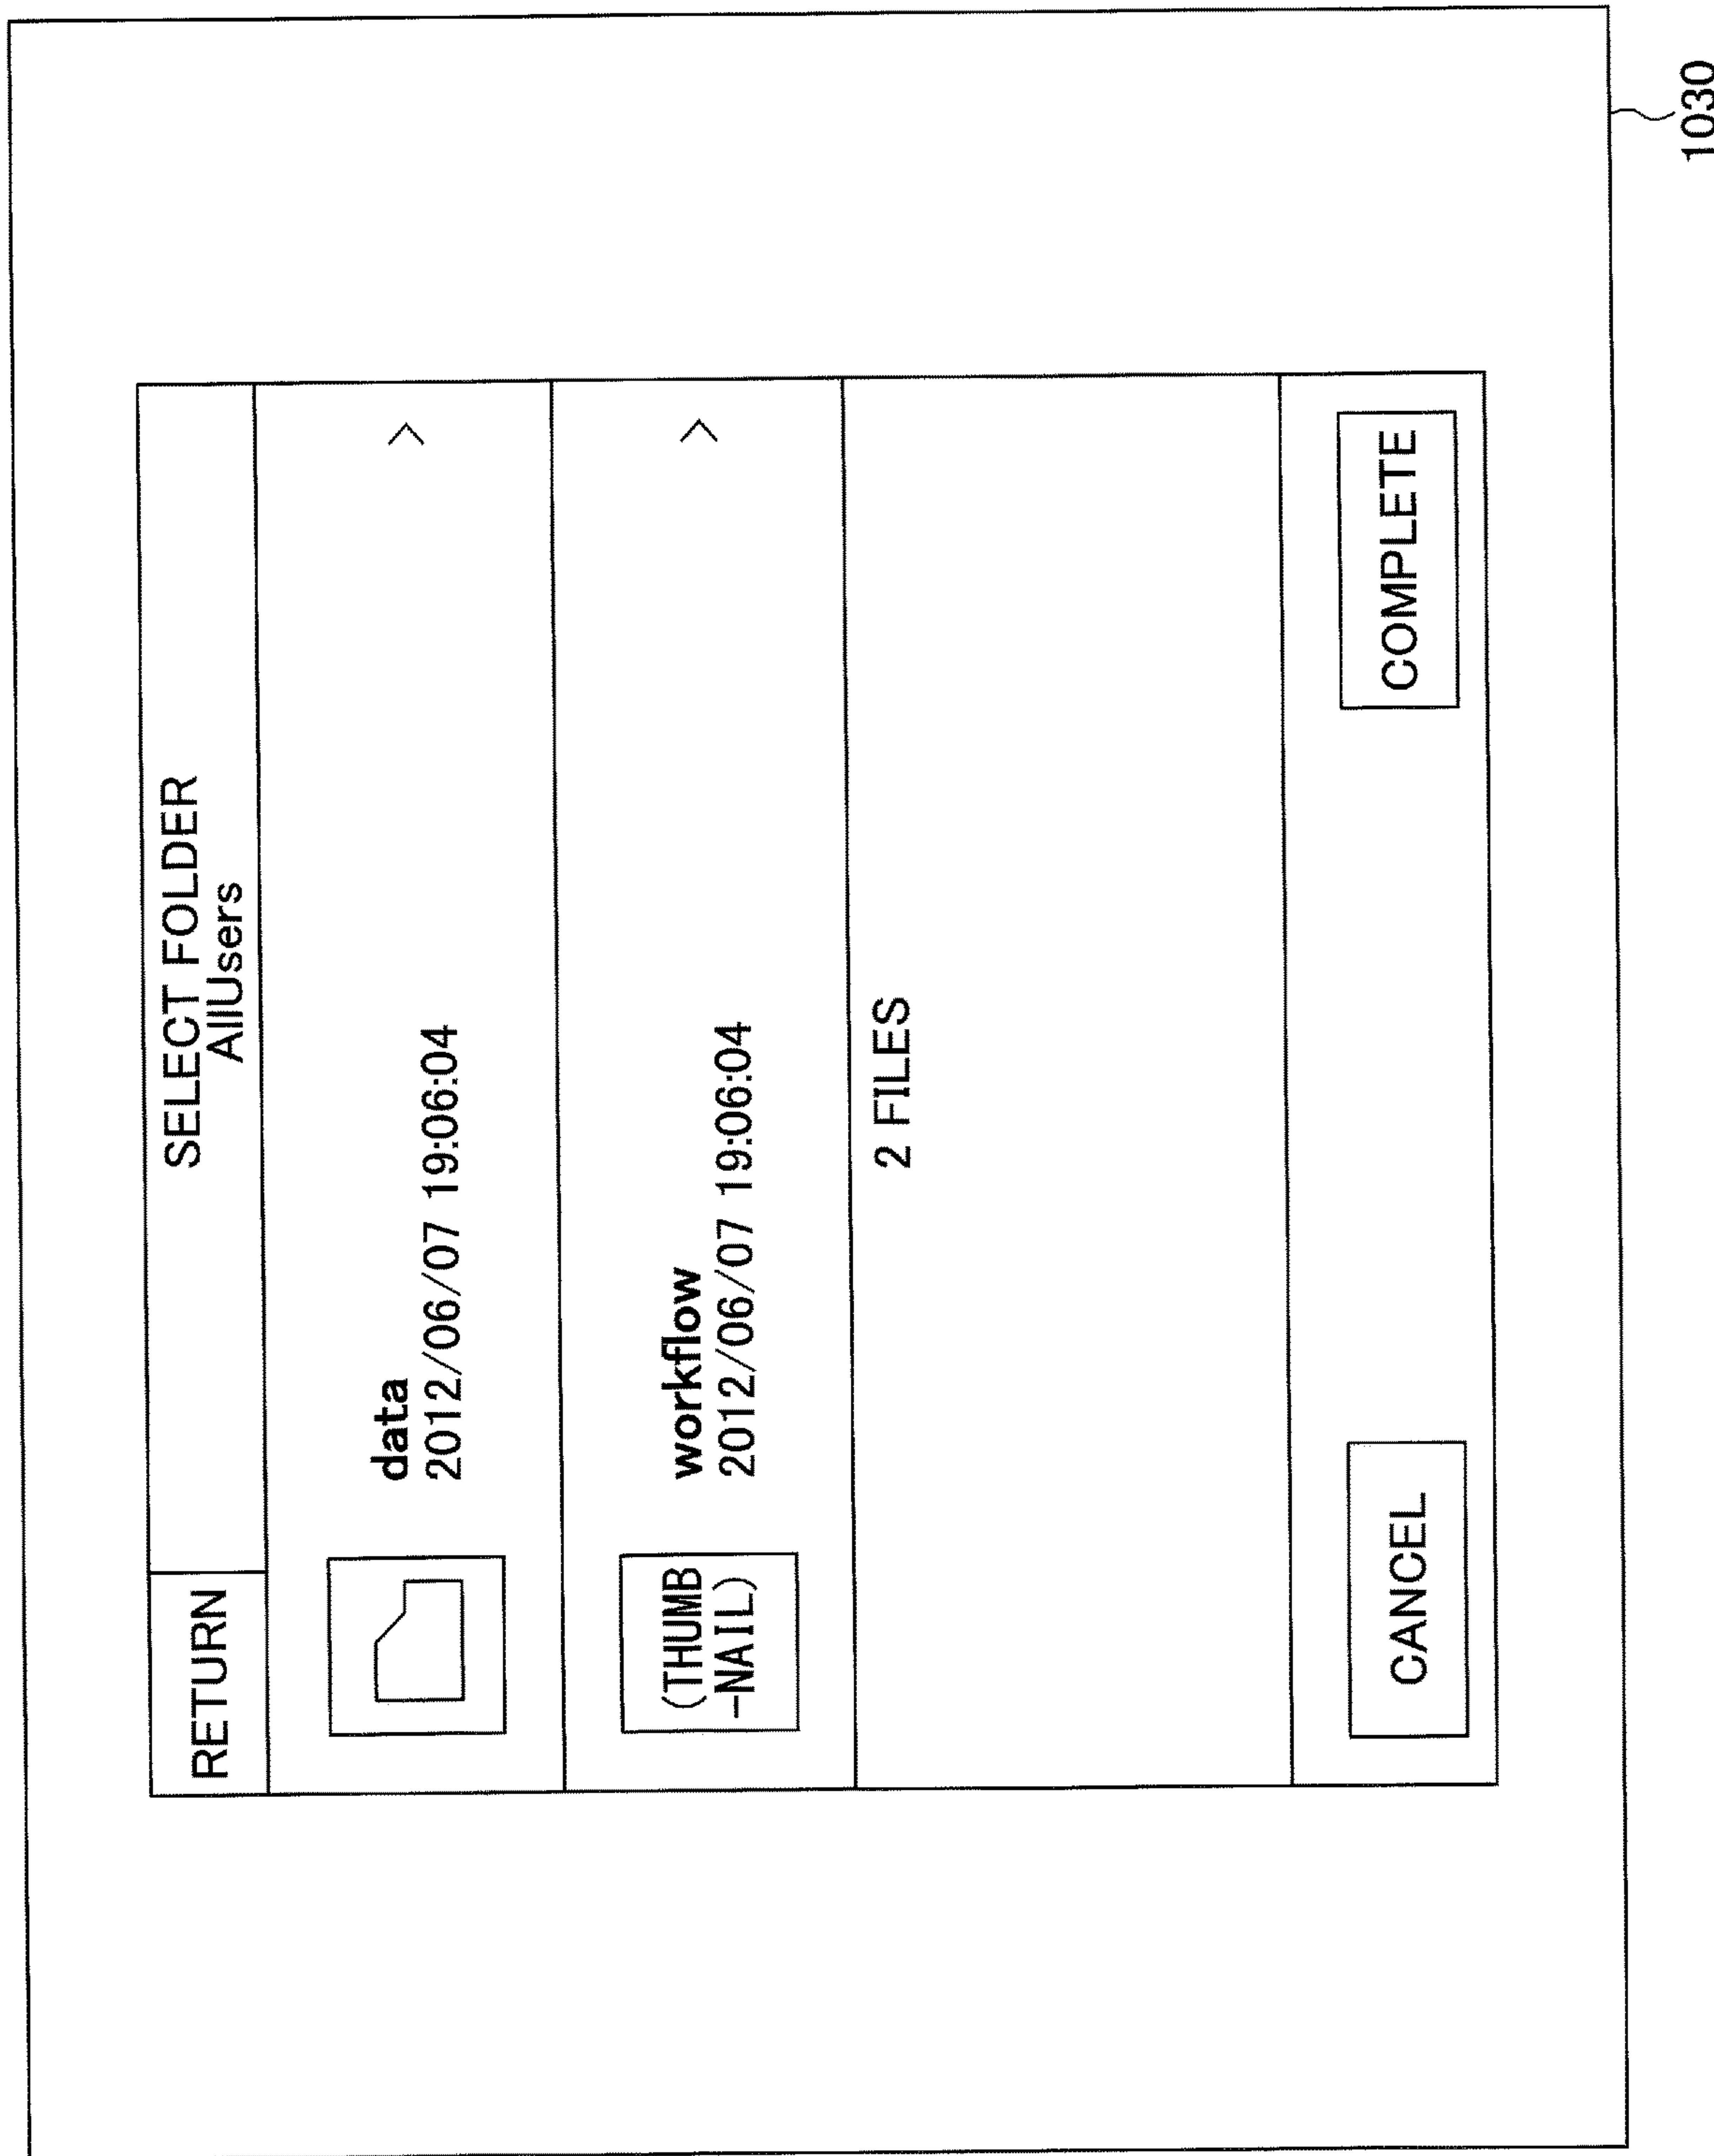 SELECT FOLDER
RETURN
AllUsers
data
2012/06/07 19:06:04
>
(THUMB
-NAIL)
workflow
2012/06/07 19:06:04
>
2 FILES
CANCEL
COMPLETE
1030